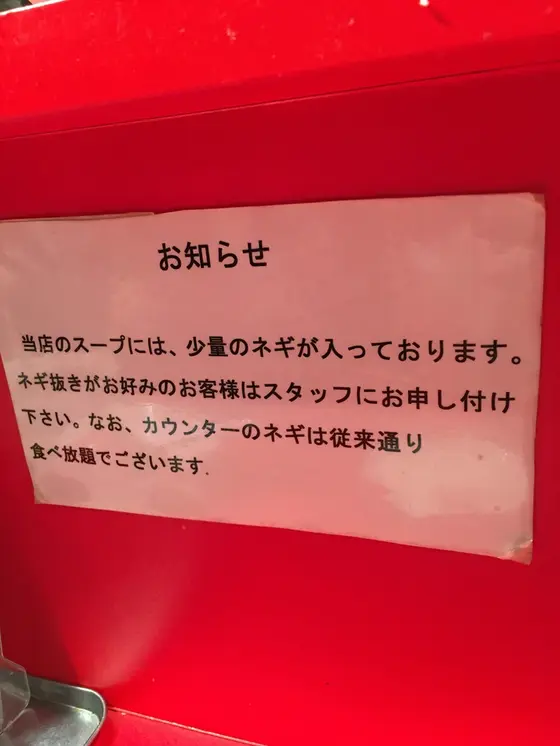 お知らせ
当店のスープには、少量のネギが入っております。
ネギ抜きがお好みのお客様はスタッフにお申し付け
下さい。なお、カウンターのネギは従来通り
食べ放題でございます.